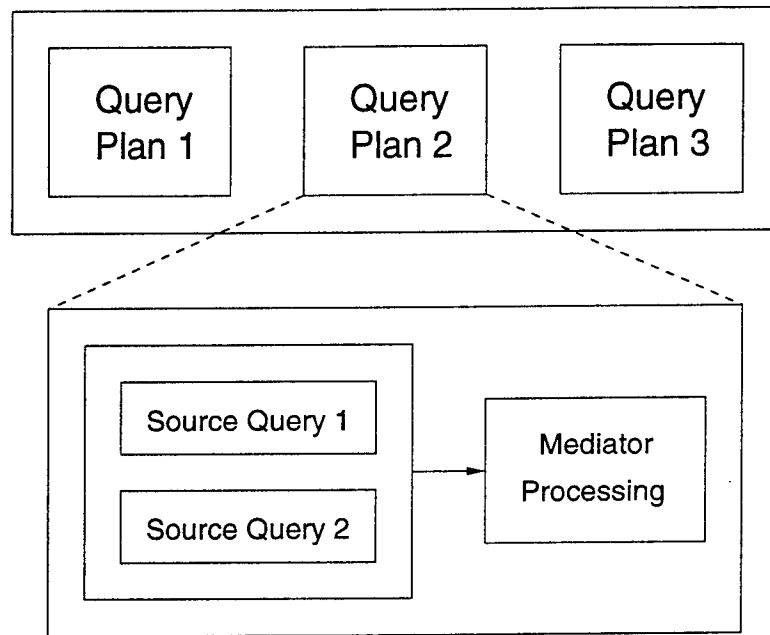 Query
Plan 1
Query
Plan 2
Query
Plan 3
Source Query 1
Source Query 2
Mediator
Processing